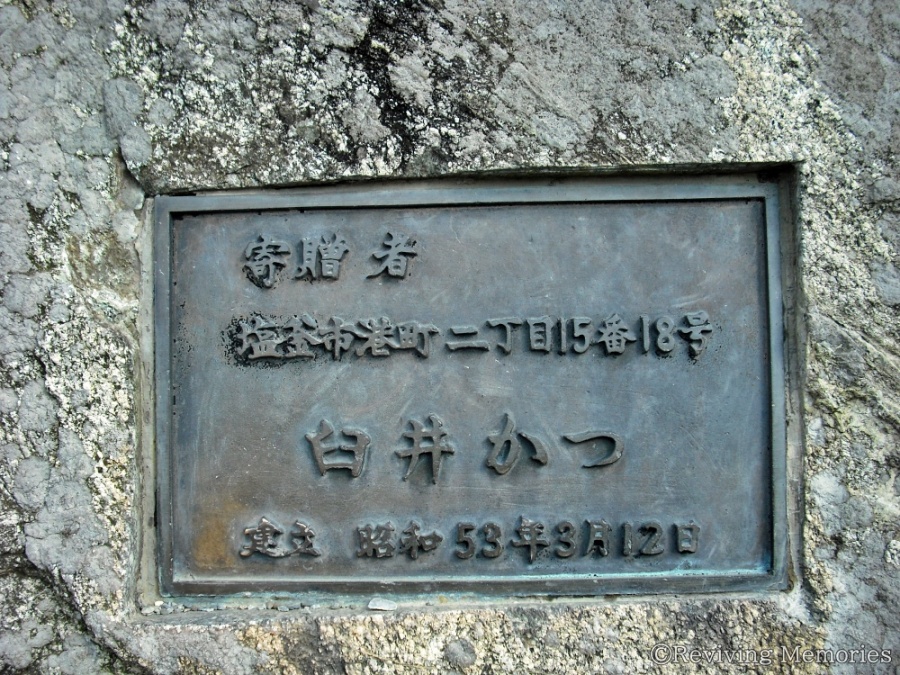 寄贈者
塩釜市港町二丁目15番18号
臼井かつ
建立 昭和53年3月12日
©Reviving Memories